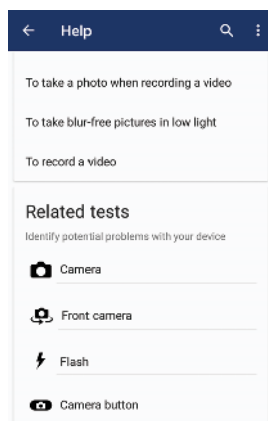 Help
To take a photo when recording a video
To take blur-free pictures in low light
To record a video
Related tests
Identify potential problems with your device
Camera
Front camera
Flash
Camera button